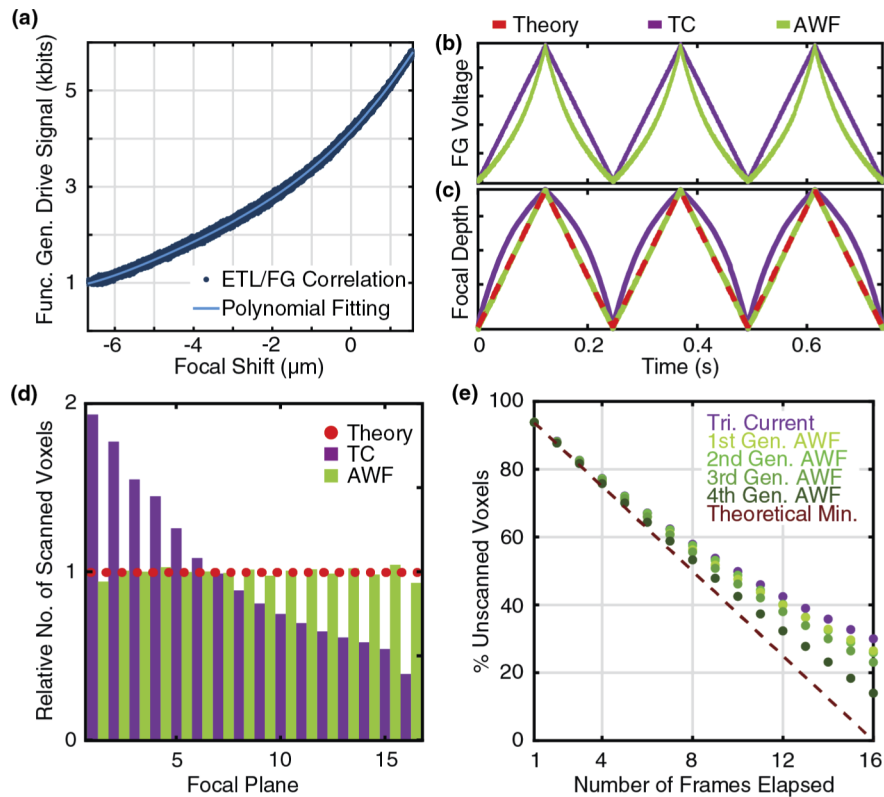 (a)
Func. Gen. Drive Signal (kbits)
5
3
1
ETL/FG Correlation
Polynomial Fitting
-6
-4
-2
0
Focal Shift (µm)
Theory
TC
AWF
(b)
FG Voltage
(c)
Focal Depth
0
0.2
0.4
0.6
Time (s)
(d)
Relative No. of Scanned Voxels
2
1
0
Theory
TC
AWF
5
10
15
Focal Plane
(e)
% Unscanned Voxels
100
80
60
40
20
0
Tri. Current
1st Gen. AWF
2nd Gen. AWF
3rd Gen. AWF
4th Gen. AWF
Theoretical Min.
1
4
8
12
16
Number of Frames Elapsed